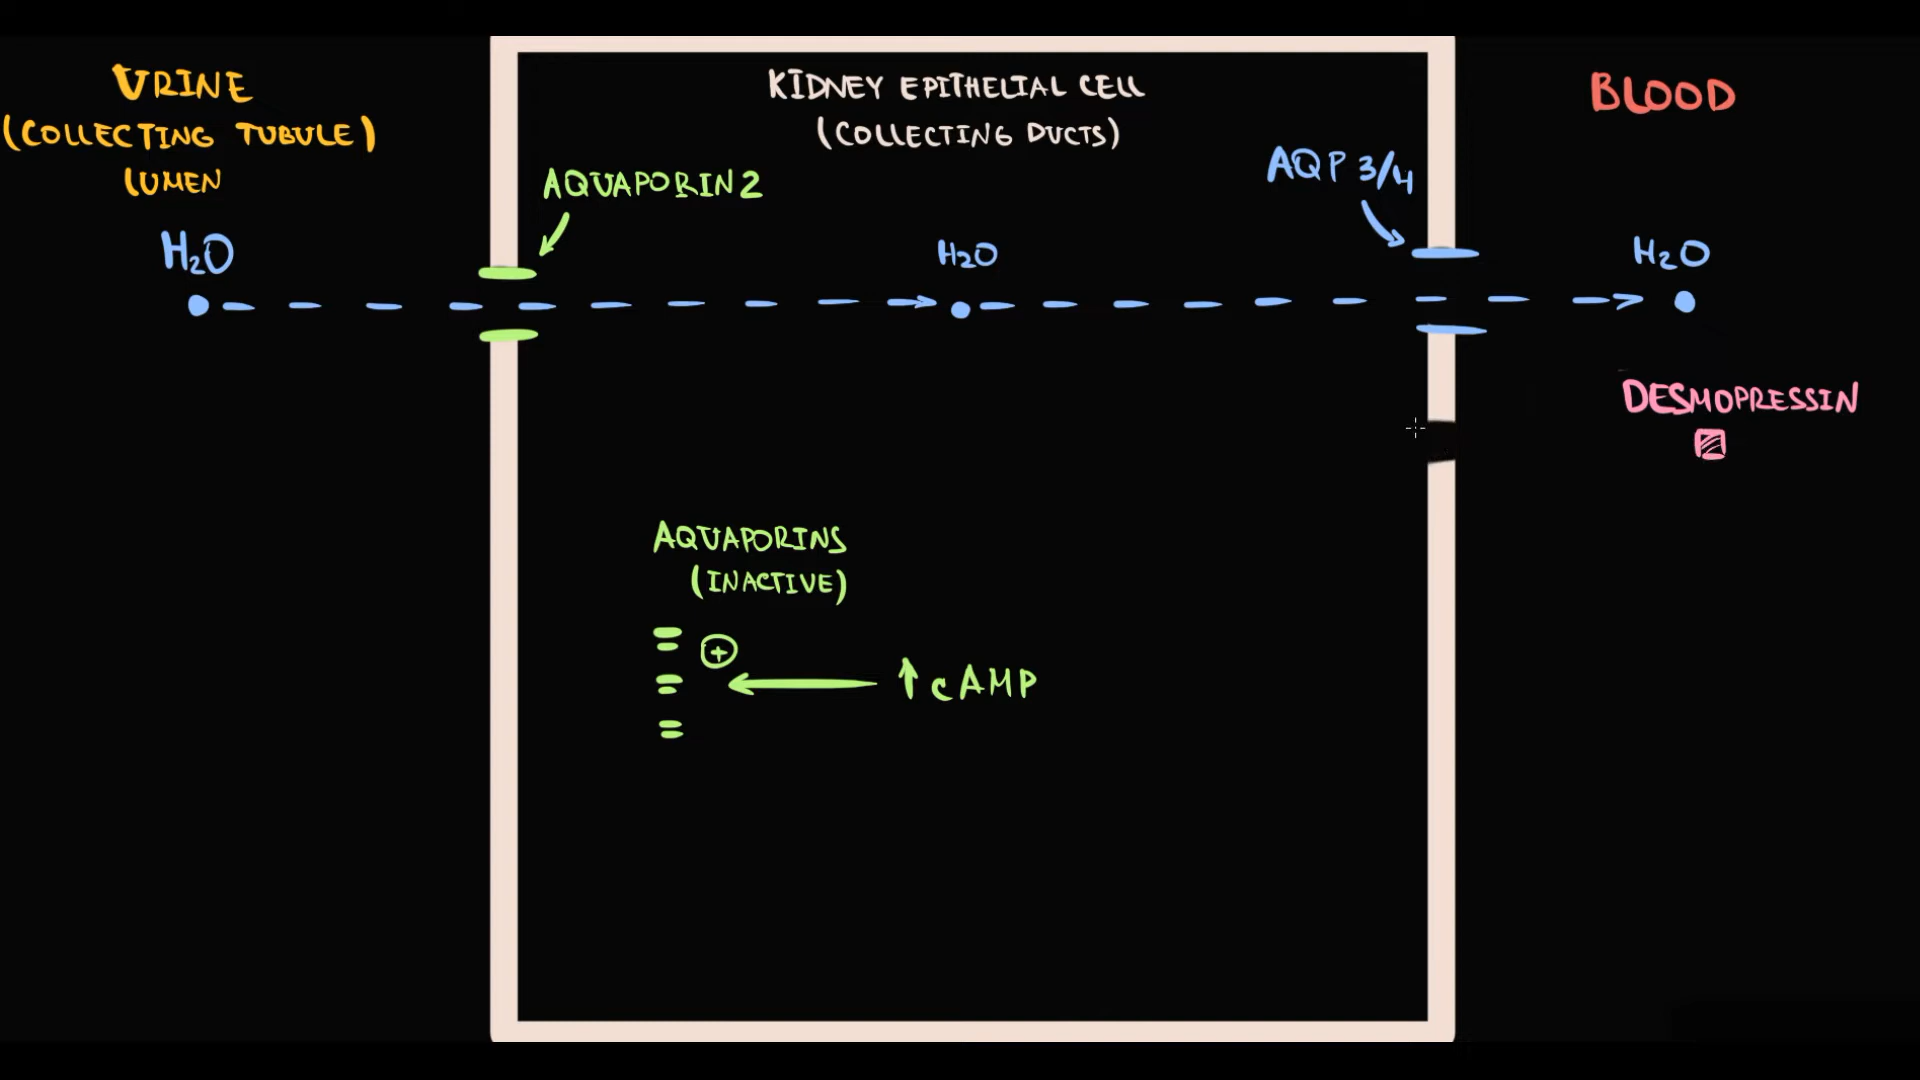 URINE
(COLLECTING TUBULE)
LUMEN
H₂O
KIDNEY EPITHELIAL CELL
(COLLECTING DUCTS)
AQUAPORIN 2
H₂O
AQP 3/4
BLOOD
H₂O
DESMOPRESSIN
AQUAPORINS
(INACTIVE)
+
↑ cAMP